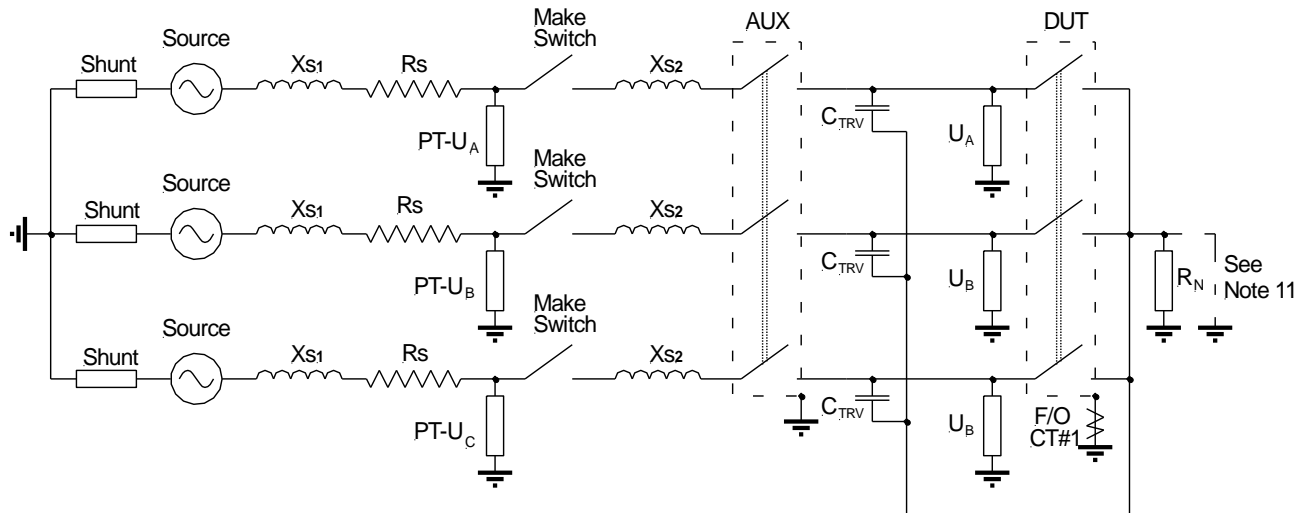 Shunt
Source
Xs1
Rs
PT-UA
Make
Switch
Xs2
AUX
CTRV
UA
DUT
Shunt
Source
Xs1
Rs
PT-UB
Make
Switch
Xs2
CTRV
UB
RN
See
Note 11
Shunt
Source
Xs1
Rs
PT-UC
Make
Switch
Xs2
CTRV
UB
F/O
CT#1